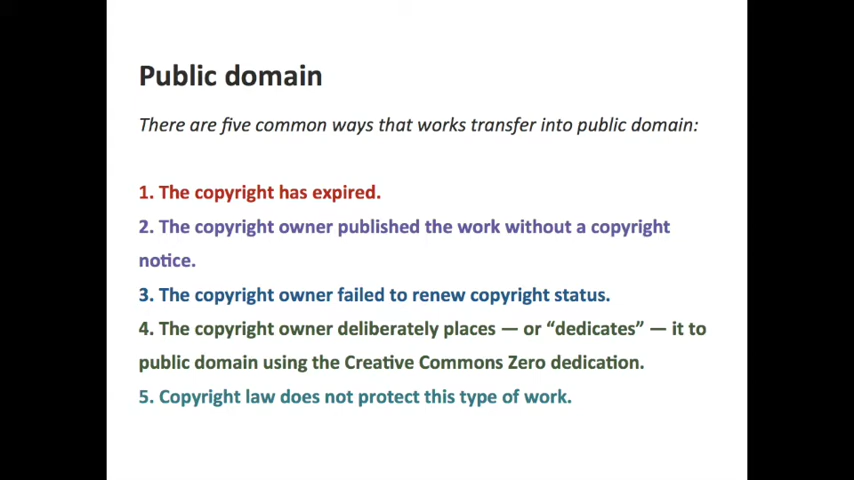 Public domain
There are five common ways that works transfer into public domain:
1. The copyright has expired.
2. The copyright owner published the work without a copyright
notice.
3. The copyright owner failed to renew copyright status.
4. The copyright owner deliberately places — or “dedicates” — it to
public domain using the Creative Commons Zero dedication.
5. Copyright law does not protect this type of work.